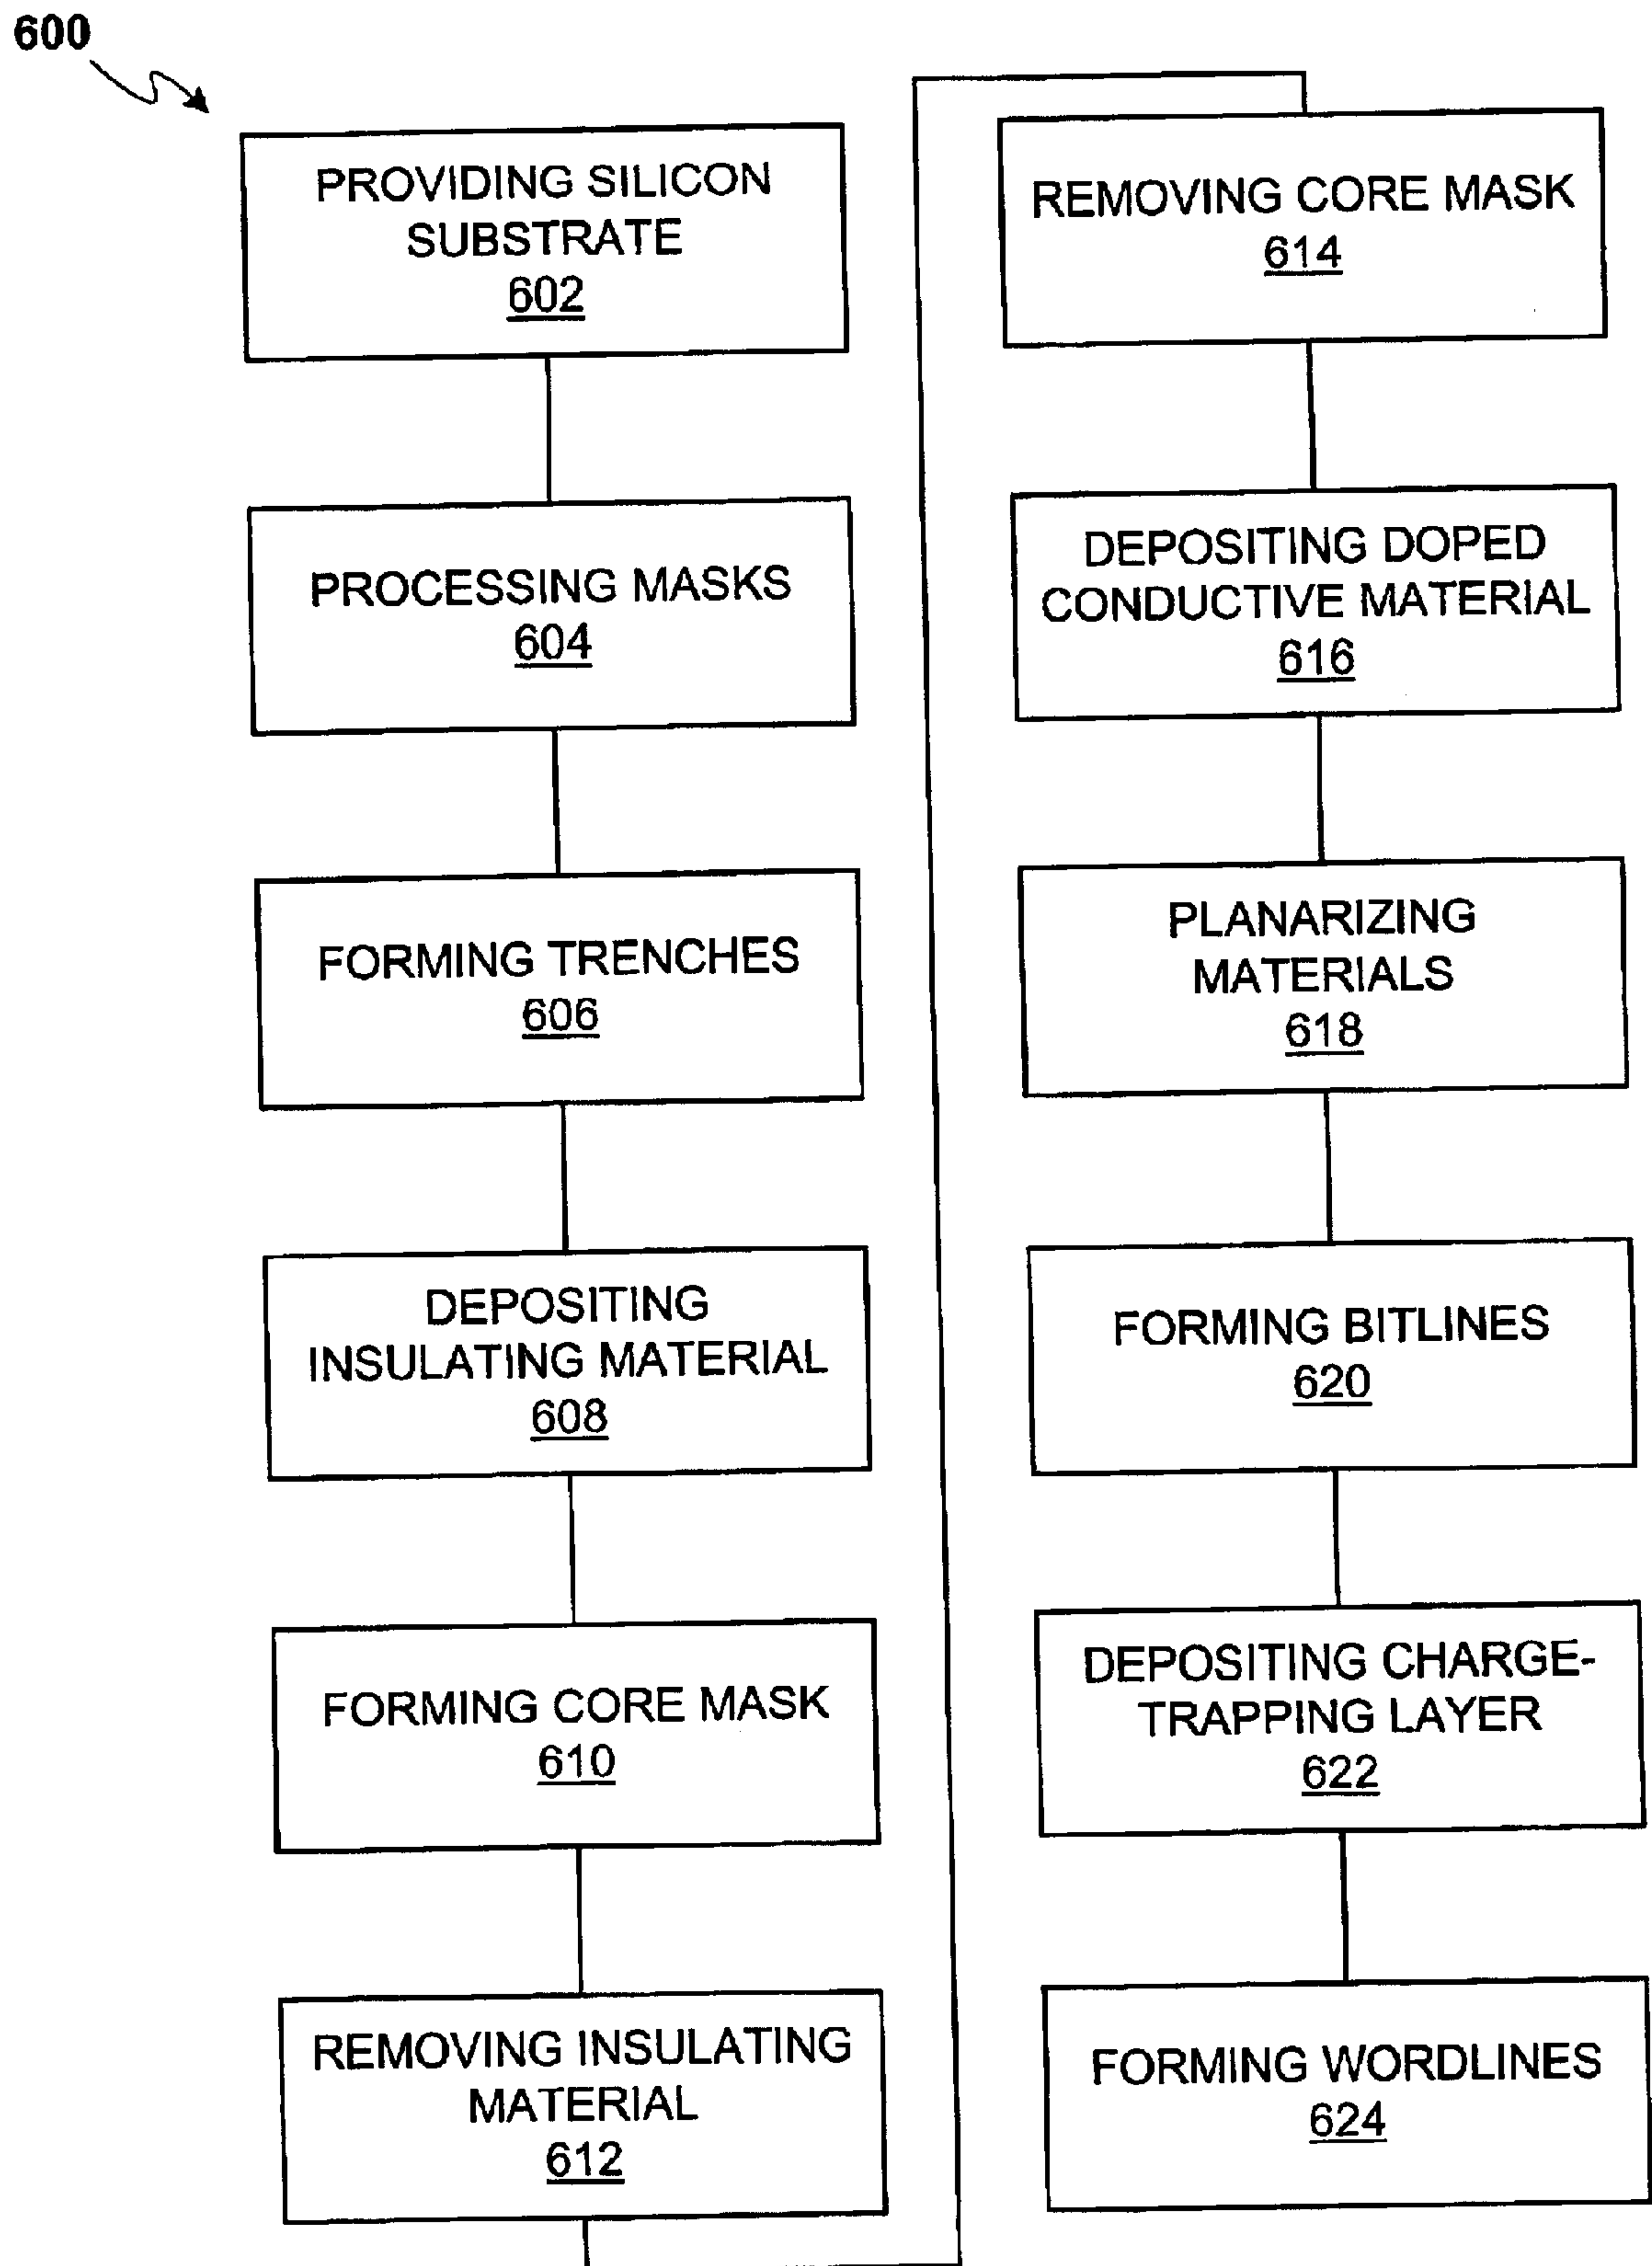 600
PROVIDING SILICON
SUBSTRATE
602
PROCESSING MASKS
604
FORMING TRENCHES
606
DEPOSITING
INSULATING MATERIAL
608
FORMING CORE MASK
610
REMOVING INSULATING
MATERIAL
612
REMOVING CORE MASK
614
DEPOSITING DOPED
CONDUCTIVE MATERIAL
616
PLANARIZING
MATERIALS
618
FORMING BITLINES
620
DEPOSITING CHARGE-
TRAPPING LAYER
622
FORMING WORDLINES
624